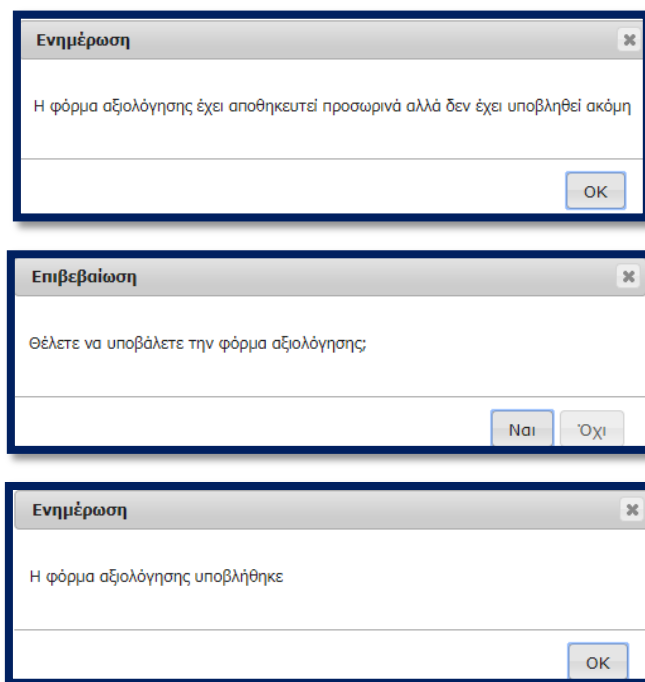 Ενημέρωση
Η φόρμα αξιολόγησης έχει αποθηκευτεί προσωρινά αλλά δεν έχει υποβληθεί ακόμη
OK
Επιβεβαίωση
Θέλετε να υποβάλετε την φόρμα αξιολόγησης;
Ναι Όχι
Ενημέρωση
Η φόρμα αξιολόγησης υποβλήθηκε
OK